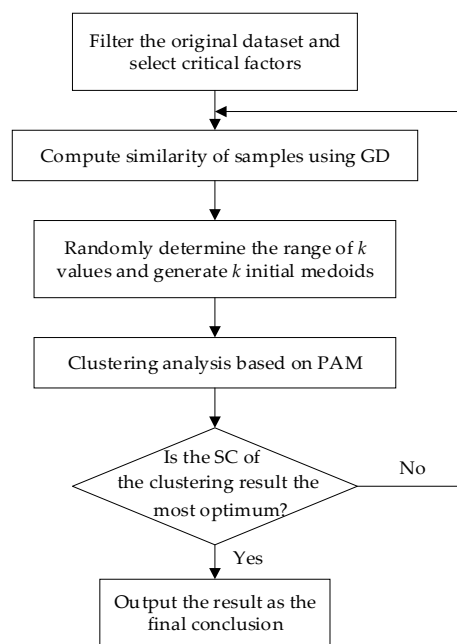 Filter the original dataset and
select critical factors
Compute similarity of samples using GD
Randomly determine the range of k
values and generate k initial medoids
Clustering analysis based on PAM
Is the SC of
the clustering result the
most optimum?
No
Yes
Output the result as the
final conclusion